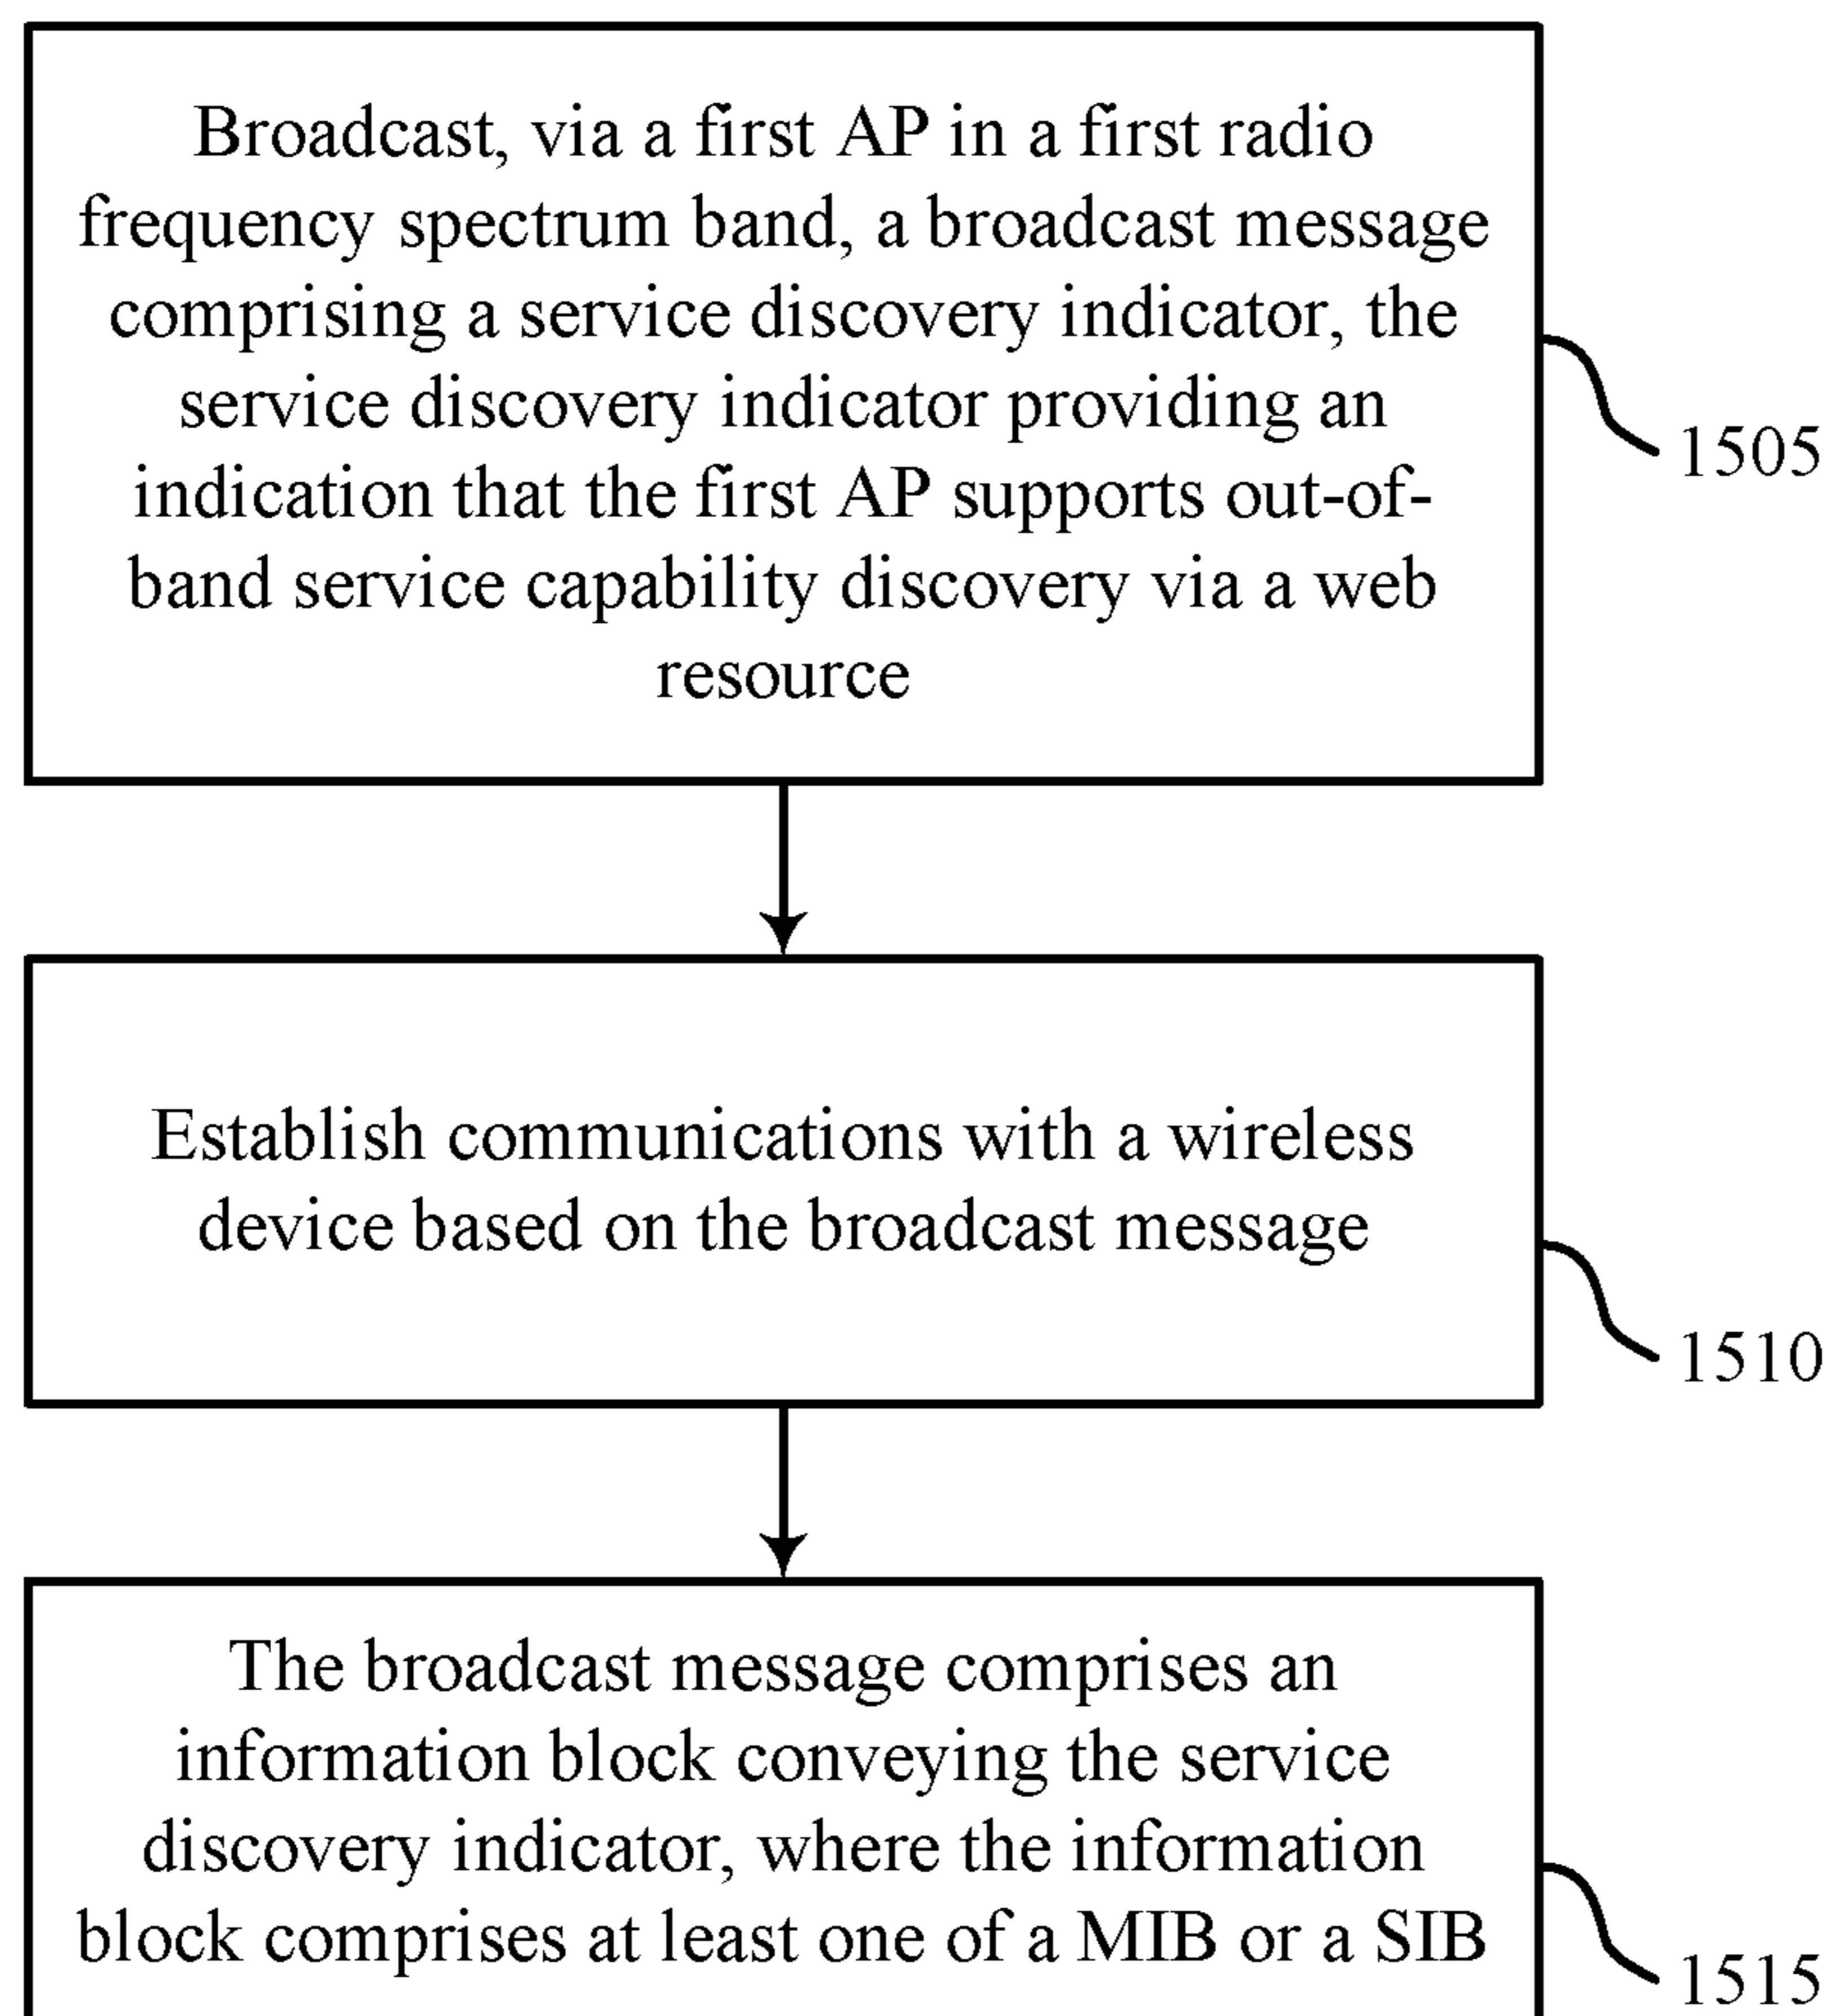 Broadcast, via a first AP in a first radio
frequency spectrum band, a broadcast message
comprising a service discovery indicator, the
service discovery indicator providing an
indication that the first AP supports out-of-
band service capability discovery via a web
resource
1505
Establish communications with a wireless
device based on the broadcast message
1510
The broadcast message comprises an
information block conveying the service
discovery indicator, where the information
block comprises at least one of a MIB or a SIB
1515